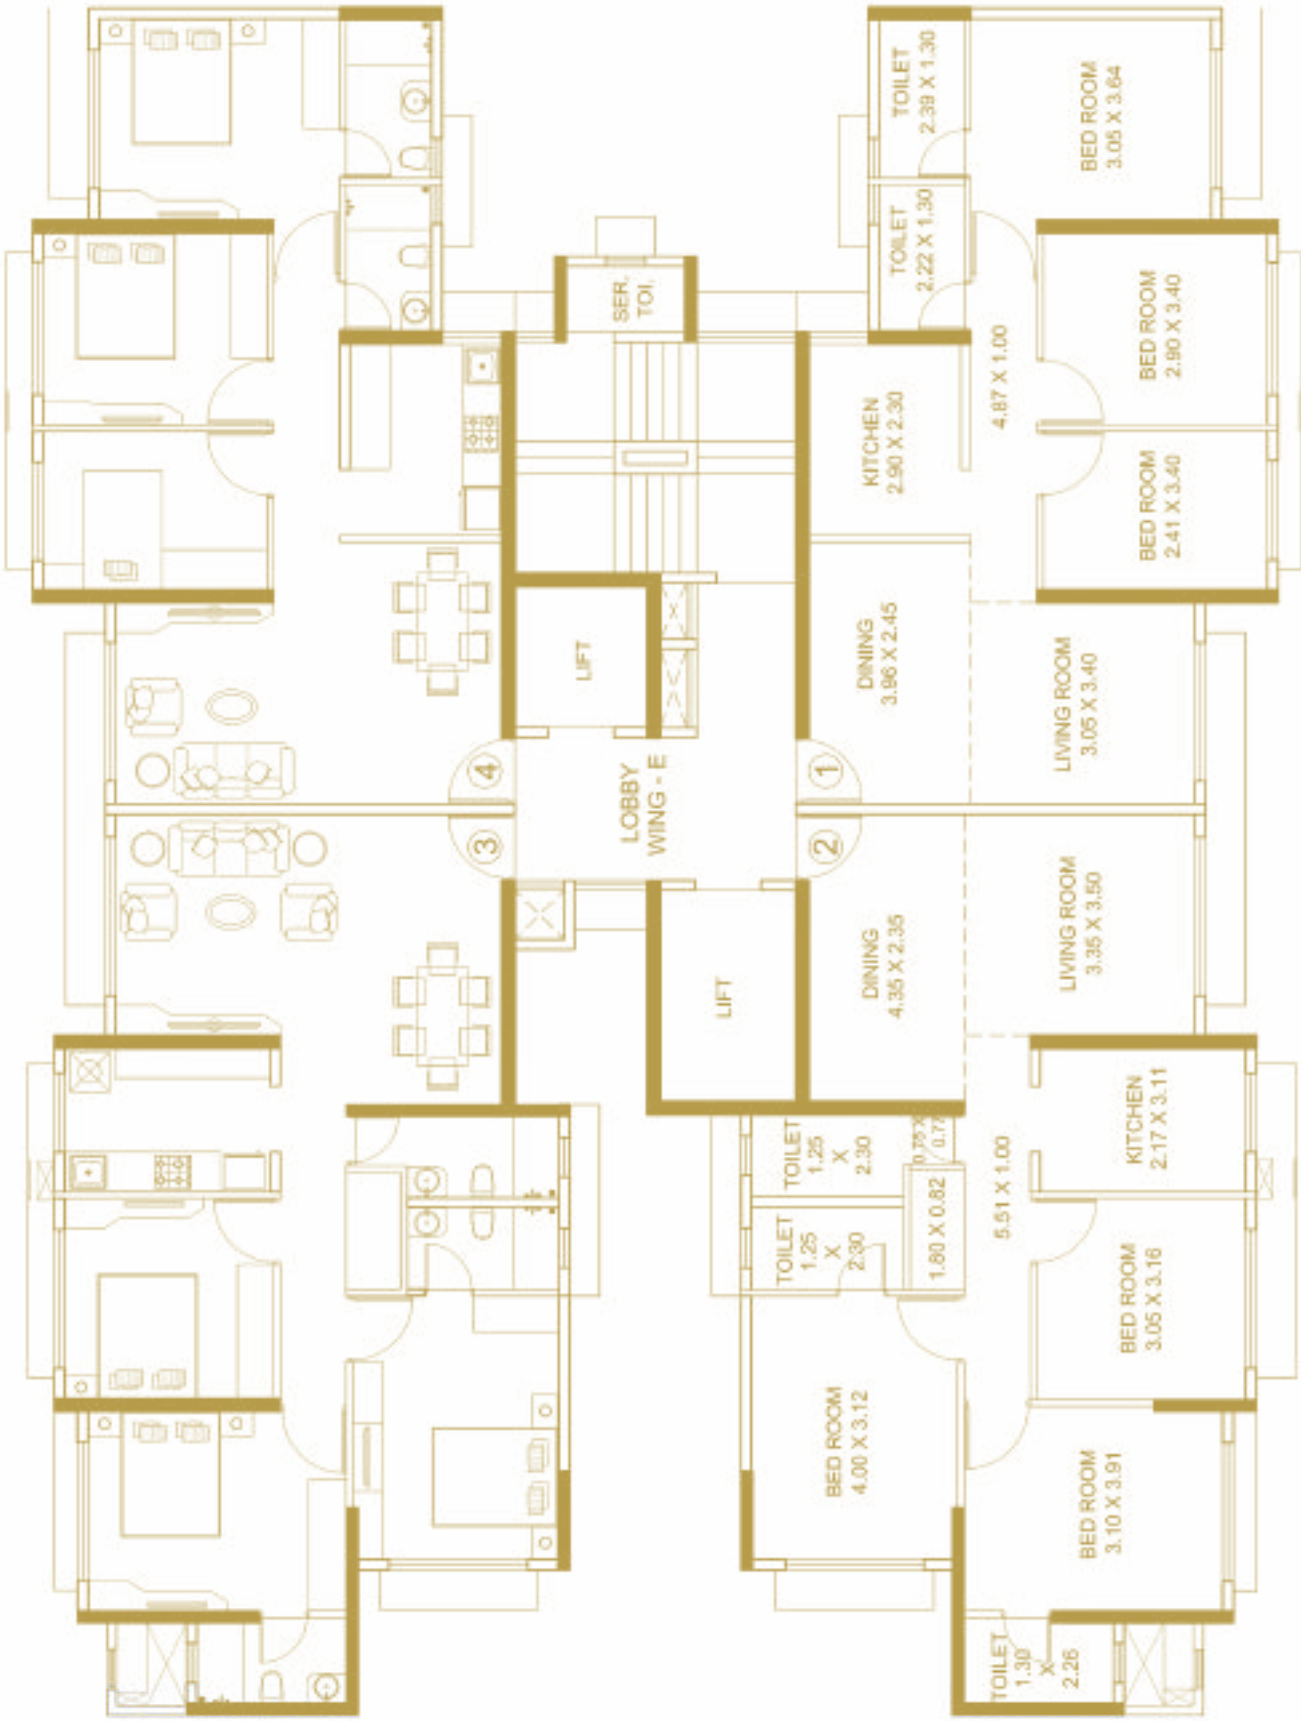 TOILET
2.39 X 1.30
BED ROOM
3.05 X 3.64
TOILET
2.22 X 1.30
BED ROOM
2.90 X 3.40
SER.
TOI.
4.87 X 1.00
KITCHEN
2.90 X 2.30
BED ROOM
2.41 X 3.40
DINING
3.96 X 2.45
LIVING ROOM
3.05 X 3.40
LIFT
4
1
LOBBY
WING - E
3
2
DINING
4.35 X 2.35
LIVING ROOM
3.35 X 3.50
LIFT
TOILET
1.25
X
2.30
0.78 X
0.77
KITCHEN
2.17 X 3.11
5.51 X 1.00
TOILET
1.25
X
2.30
1.80 X 0.82
BED ROOM
3.05 X 3.16
BED ROOM
4.00 X 3.12
BED ROOM
3.10 X 3.91
TOILET
1.30
X
2.26